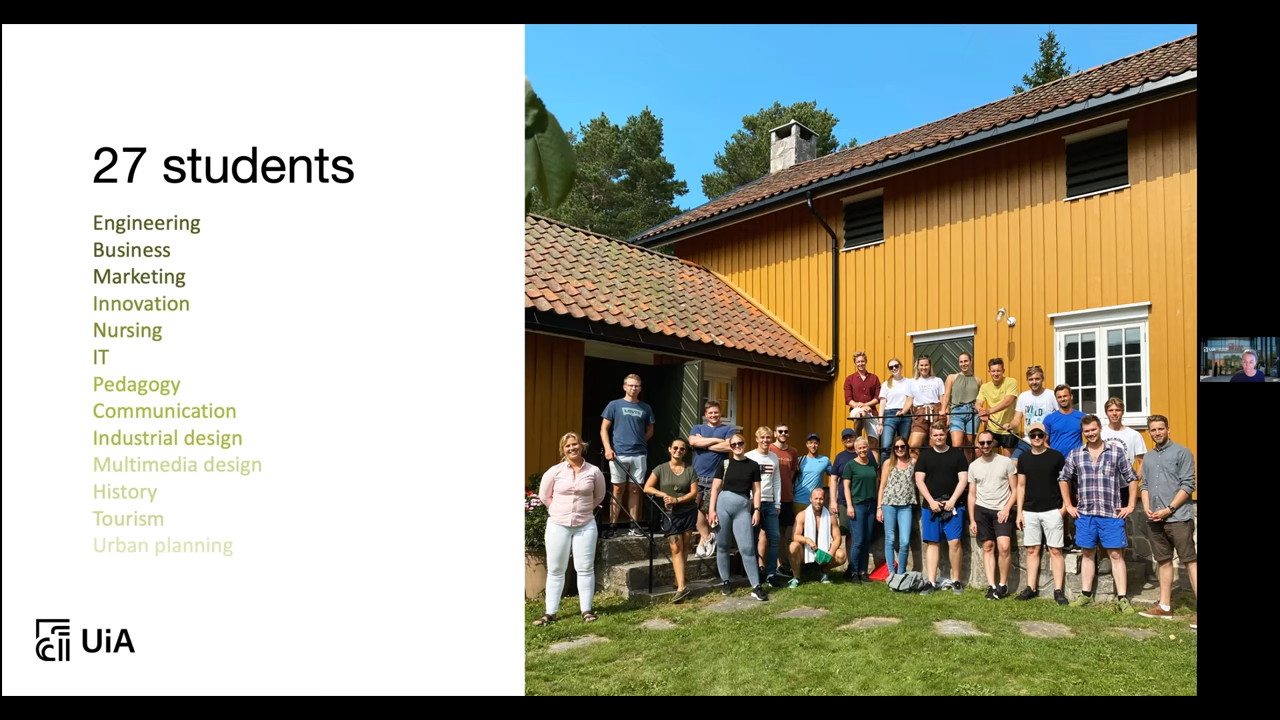 27 students
Engineering
Business
Marketing
Innovation
Nursing
IT
Pedagogy
Communication
Industrial design
Multimedia design
History
Tourism
Urban planning
UiA